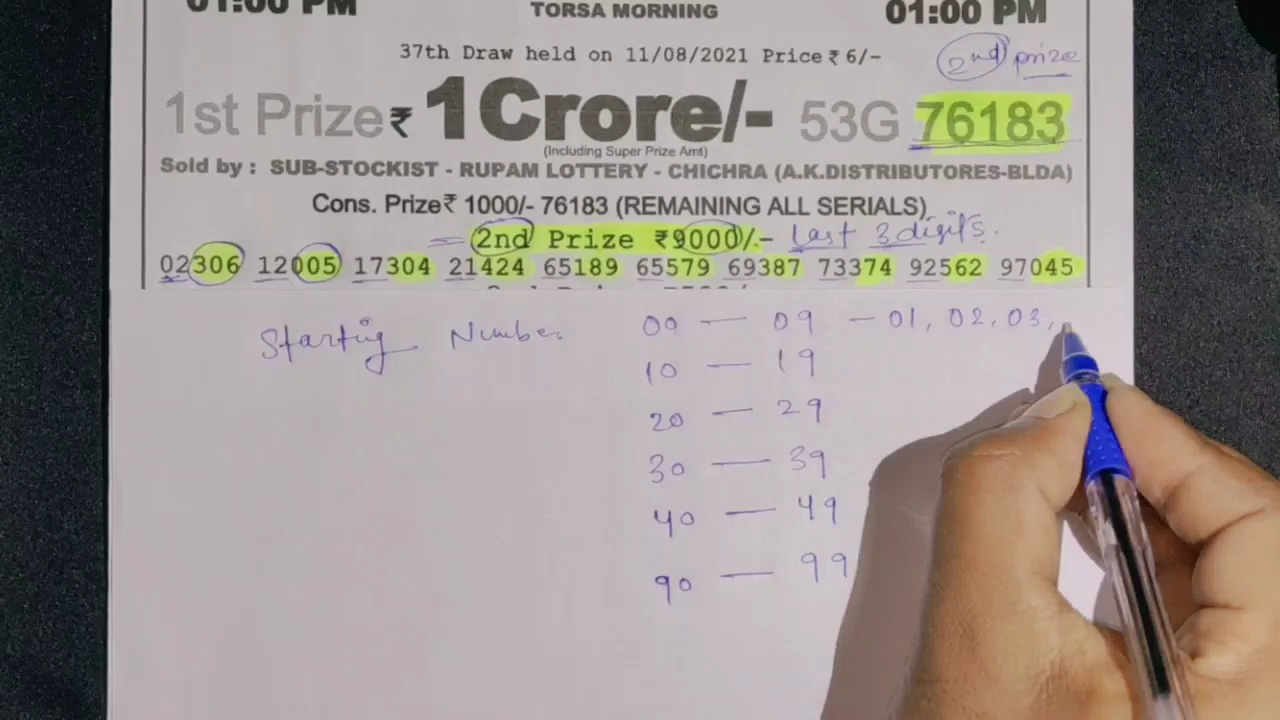 01:00 PM TORSA MORNING 01:00 PM
37th Draw held on 11/08/2021 Price ₹ 6/-
2nd prize
1st Prize ₹ 1Crore/- 53G 76183
(Including Super Prize Amt)
Sold by : SUB-STOCKIST - RUPAM LOTTERY - CHICHRA (A.K.DISTRIBUTORES-BLDA)
Cons. Prize ₹ 1000/- 76183 (REMAINING ALL SERIALS)
= 2nd Prize ₹9000/- Last 3 digits.
02306 12005 17304 21424 65189 65579 69387 73374 92562 97045
Starting Number 00 — 09 — 01, 02, 03,
10 — 19
20 — 29
30 — 39
40 — 49
90 — 99